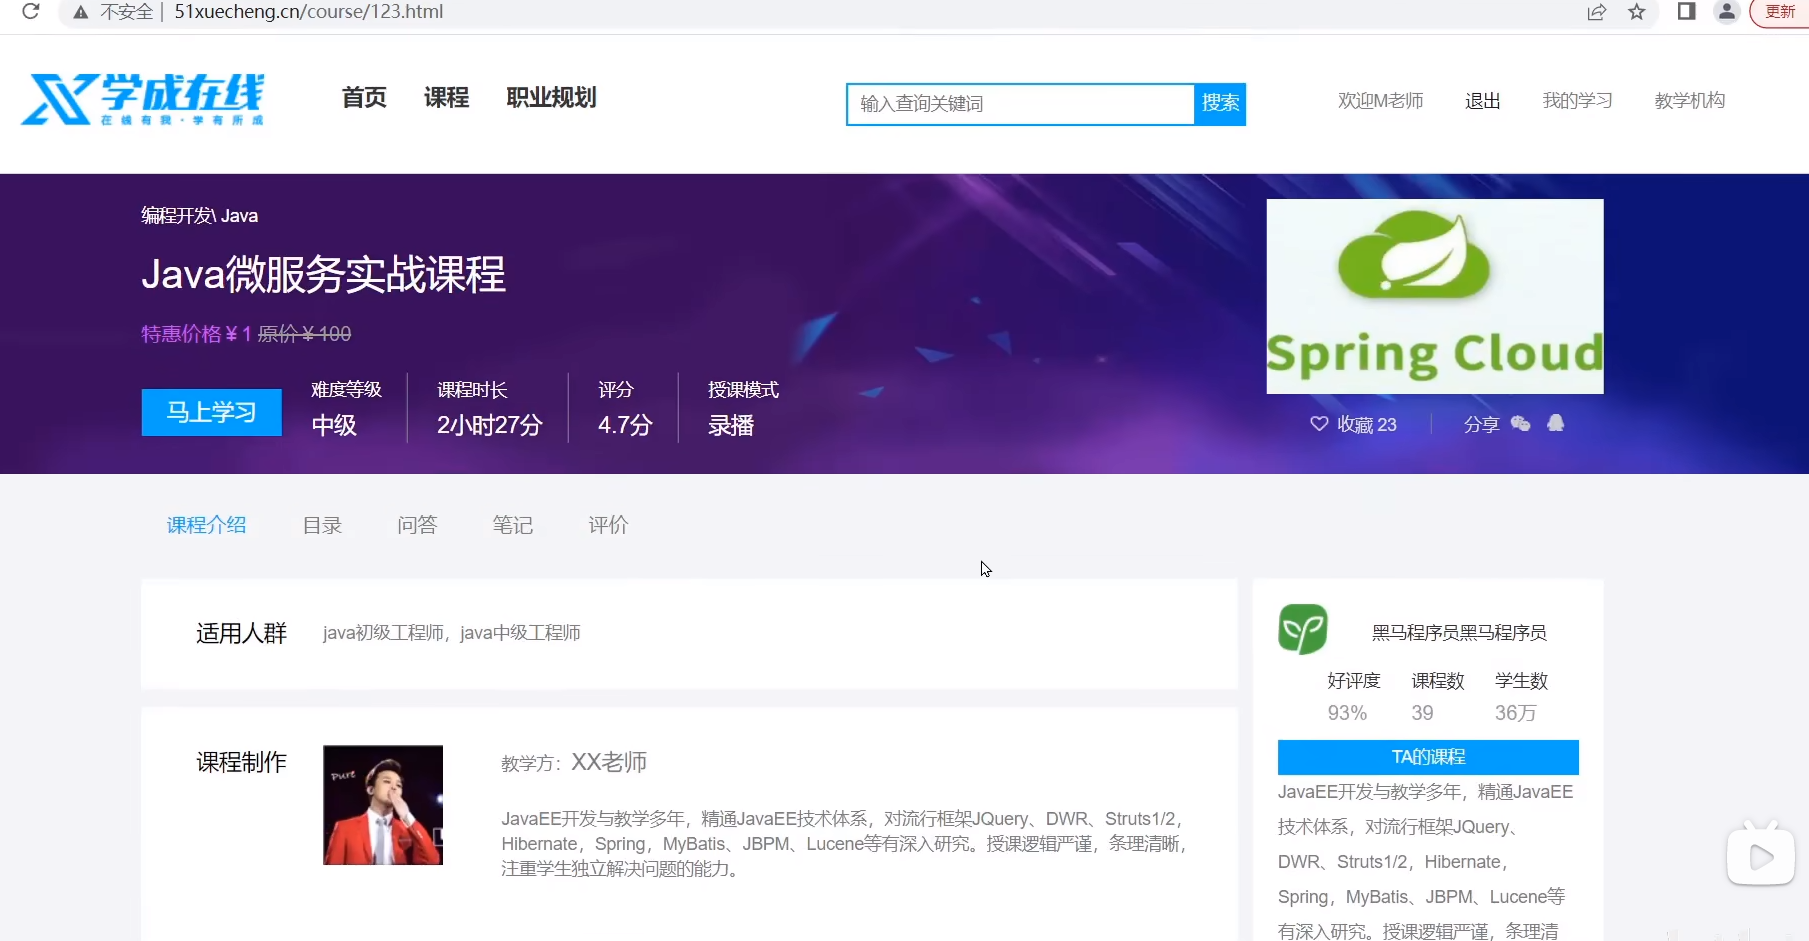 不安全 | 51xuecheng.cn/course/123.html
更新
学成在线
在线有我·学有所成
首页 课程 职业规划
输入查询关键词 搜索
欢迎M老师 退出 我的学习 教学机构
编程开发\ Java
Java微服务实战课程
特惠价格¥1 原价¥100
马上学习
难度等级 课程时长 评分 授课模式
中级 2小时27分 4.7分 录播
Spring Cloud
收藏 23 分享
课程介绍 目录 问答 笔记 评价
适用人群 java初级工程师，java中级工程师
课程制作
Pure
教学方：XX老师
JavaEE开发与教学多年，精通JavaEE技术体系，对流行框架JQuery、DWR、Struts1/2，
Hibernate，Spring，MyBatis、JBPM、Lucene等有深入研究。授课逻辑严谨，条理清晰，
注重学生独立解决问题的能力。
黑马程序员黑马程序员
好评度 课程数 学生数
93% 39 36万
TA的课程
JavaEE开发与教学多年，精通JavaEE
技术体系，对流行框架JQuery、
DWR、Struts1/2，Hibernate，
Spring，MyBatis、JBPM、Lucene等
有深入研究。授课逻辑严谨，条理清